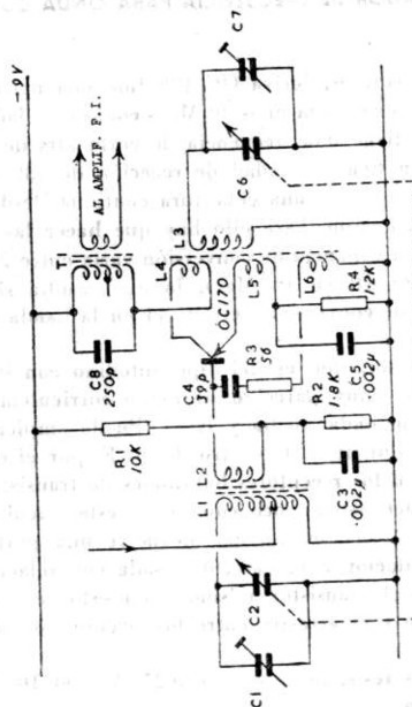 -9V
AL AMPLIF. F.I.
T1
C8
250p
R1
10K
L3
L4
C7
C6
OC170
C4
39p
R3
L5
L6
L1
L2
C2
C1
R2
1.8K
C3
.002µ
C5
.002µ
R4
1.2K